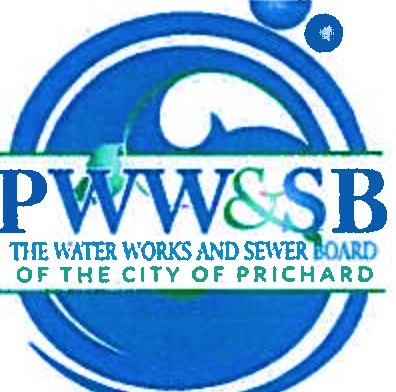 PWW&SB
THE WATER WORKS AND SEWER BOARD
OF THE CITY OF PRICHARD